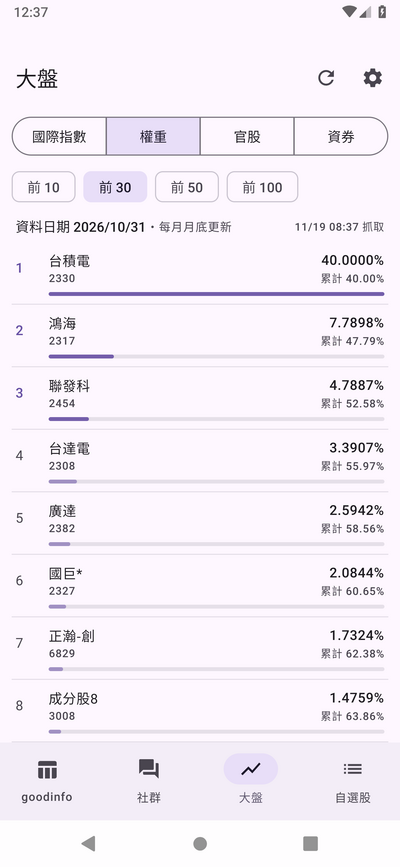 12:37
大盤
國際指數 權重 官股 資券
前 10 前 30 前 50 前 100
資料日期 2026/10/31・每月月底更新 11/19 08:37 抓取
1 台積電 40.0000%
2330 累計 40.00%
2 鴻海 7.7898%
2317 累計 47.79%
3 聯發科 4.7887%
2454 累計 52.58%
4 台達電 3.3907%
2308 累計 55.97%
5 廣達 2.5942%
2382 累計 58.56%
6 國巨* 2.0844%
2327 累計 60.65%
7 正瀚-創 1.7324%
6829 累計 62.38%
8 成分股8 1.4759%
3008 累計 63.86%
goodinfo 社群 大盤 自選股